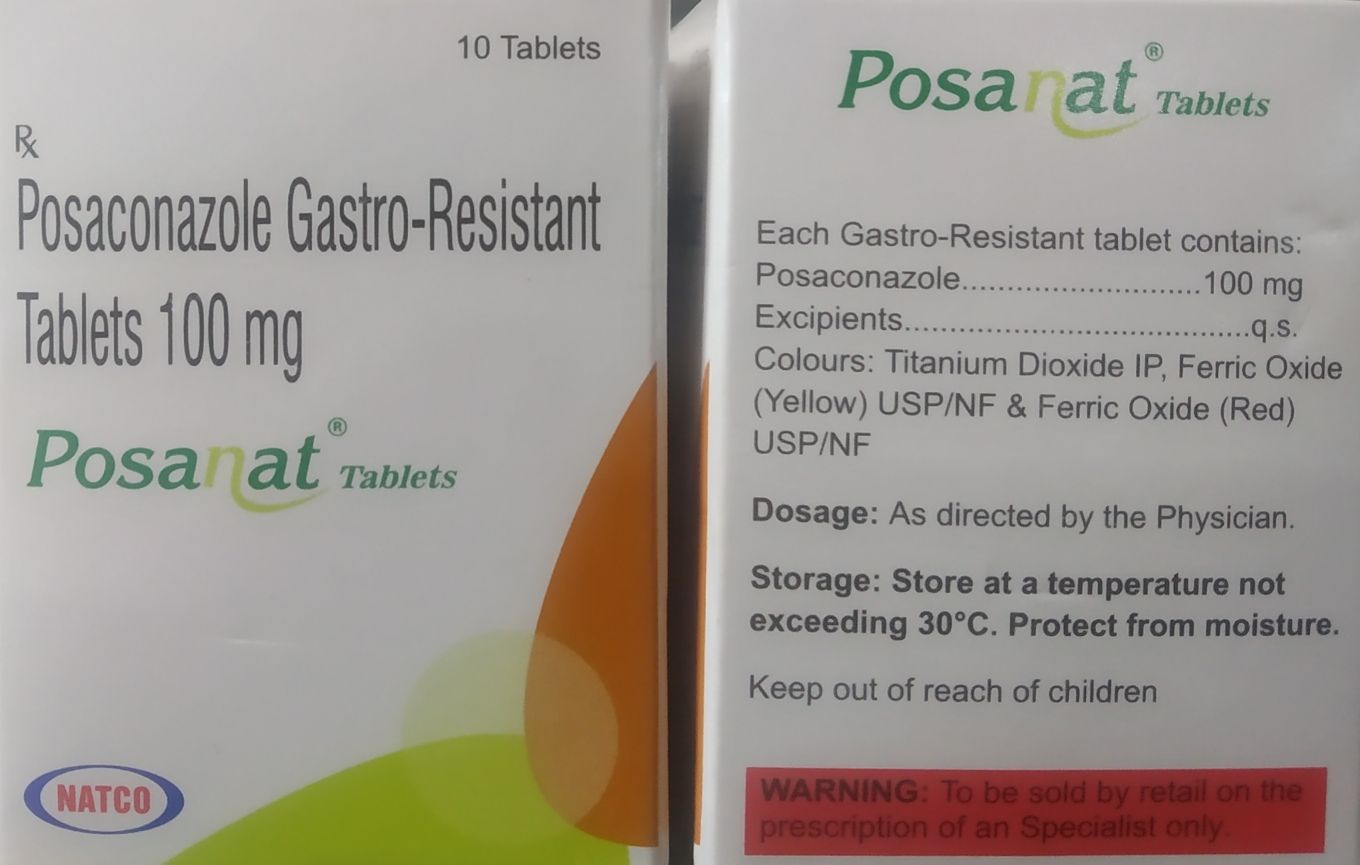 10 Tablets
Rx
Posaconazole Gastro-Resistant
Tablets 100 mg
Posanat® Tablets
NATCO
Posanat® Tablets
Each Gastro-Resistant tablet contains:
Posaconazole............................100 mg
Excipients.........................................q.s.
Colours: Titanium Dioxide IP, Ferric Oxide
(Yellow) USP/NF & Ferric Oxide (Red)
USP/NF
Dosage: As directed by the Physician.
Storage: Store at a temperature not
exceeding 30°C. Protect from moisture.
Keep out of reach of children
WARNING: To be sold by retail on the
prescription of an Specialist only.